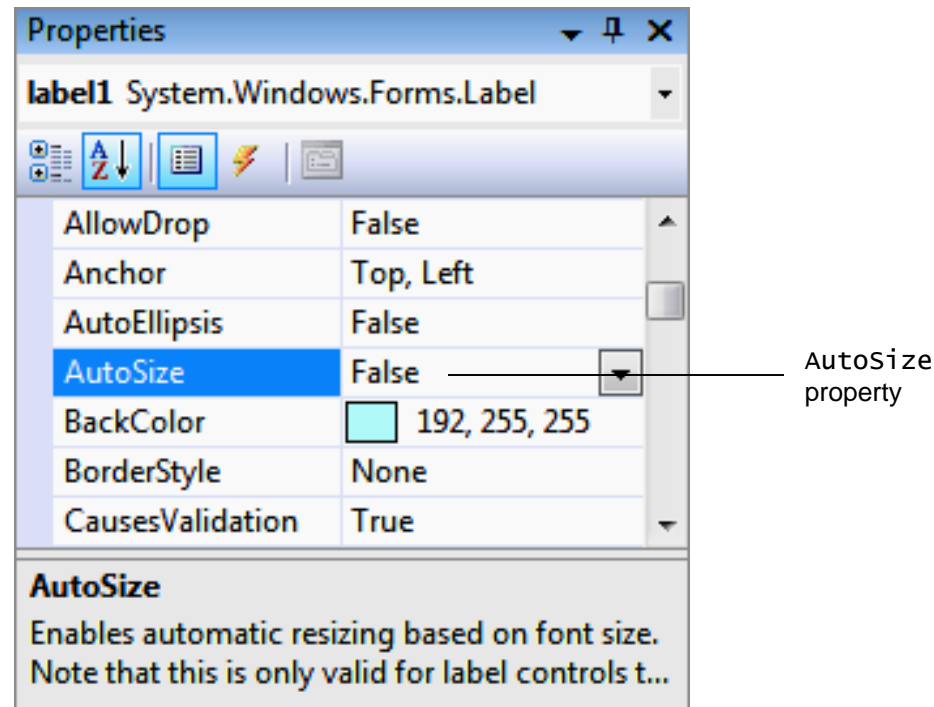 Properties
label1 System.Windows.Forms.Label
AllowDrop False
Anchor Top, Left
AutoEllipsis False
AutoSize False
BackColor 192, 255, 255
BorderStyle None
CausesValidation True
AutoSize
Enables automatic resizing based on font size.
Note that this is only valid for label controls t...
AutoSize
property